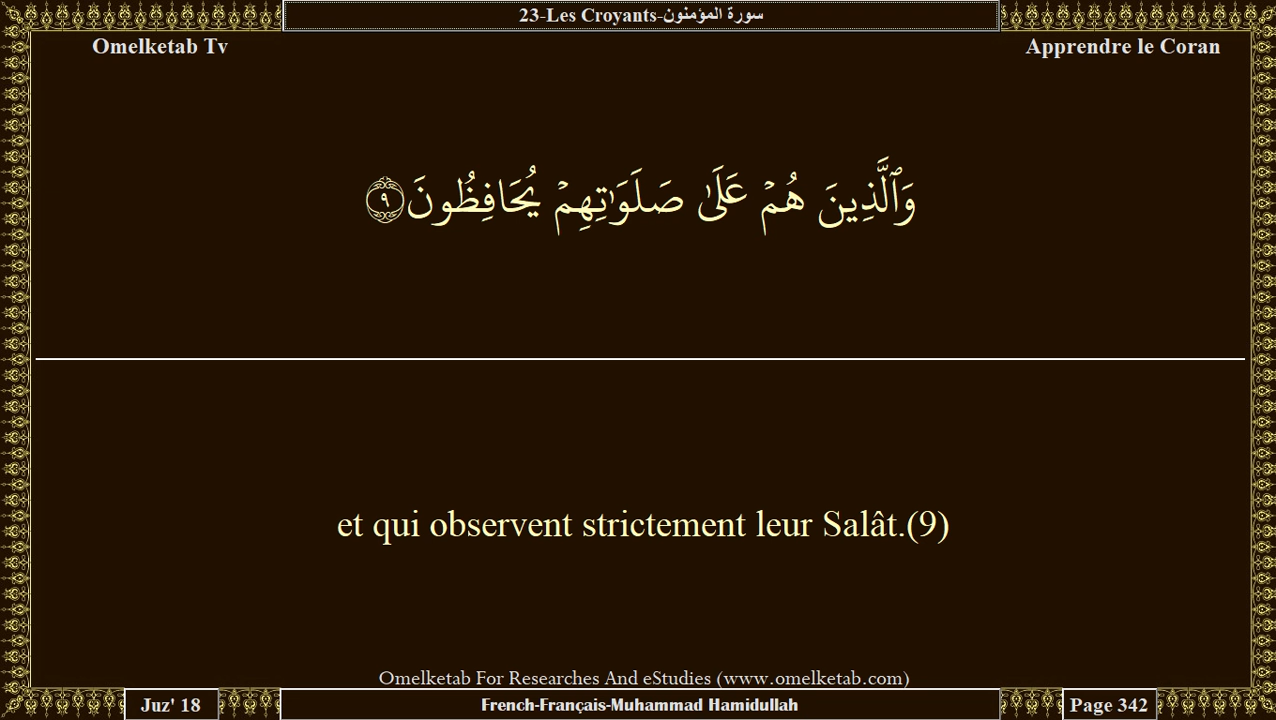 23-Les Croyants-سورة المؤمنون
Omelketab Tv
Apprendre le Coran
وَٱلَّذِينَ هُمۡ عَلَىٰ صَلَوَٰتِهِمۡ يُحَافِظُونَ ٩
et qui observent strictement leur Salât.(9)
Omelketab For Researches And eStudies (www.omelketab.com)
Juz' 18
French-Français-Muhammad Hamidullah
Page 342